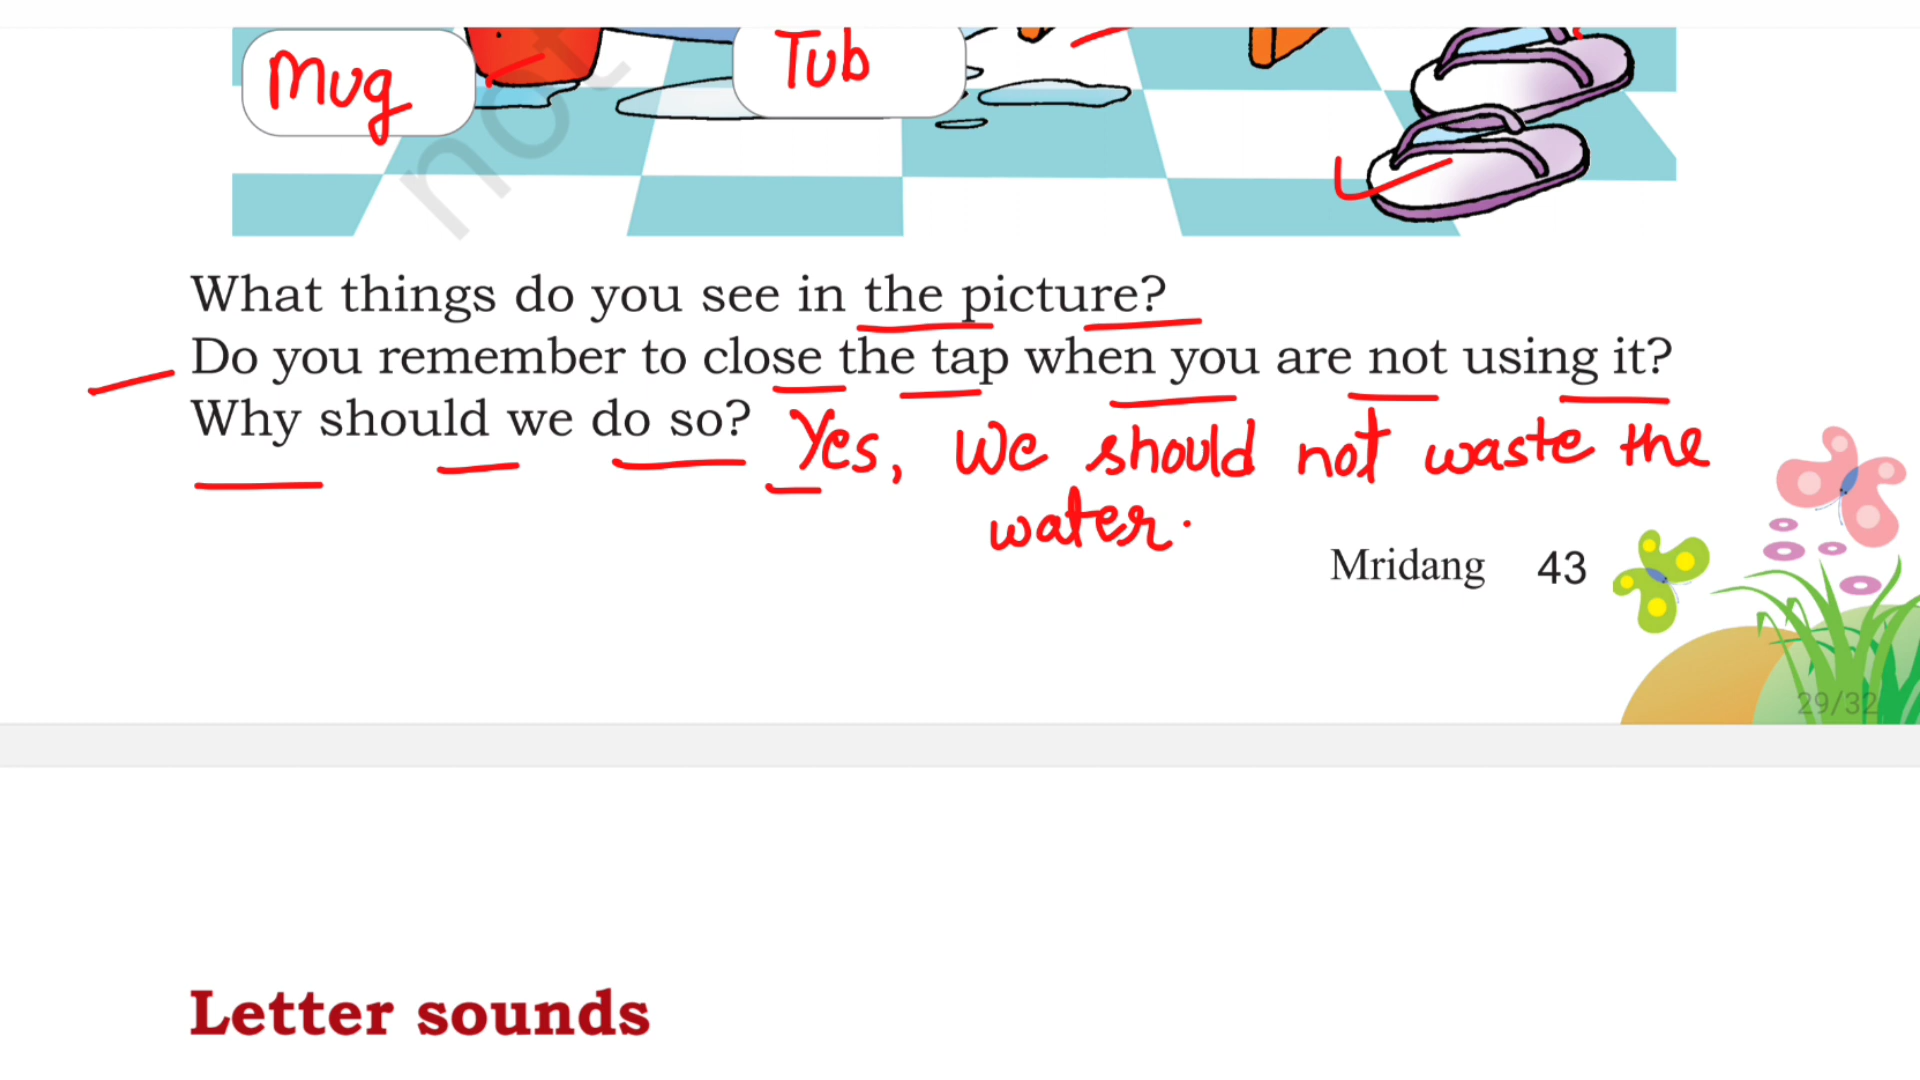 Mug
Tub
not
What things do you see in the picture?
Do you remember to close the tap when you are not using it?
Why should we do so? Yes, We should not waste the
water.
Mridang 43
29/32
Letter sounds